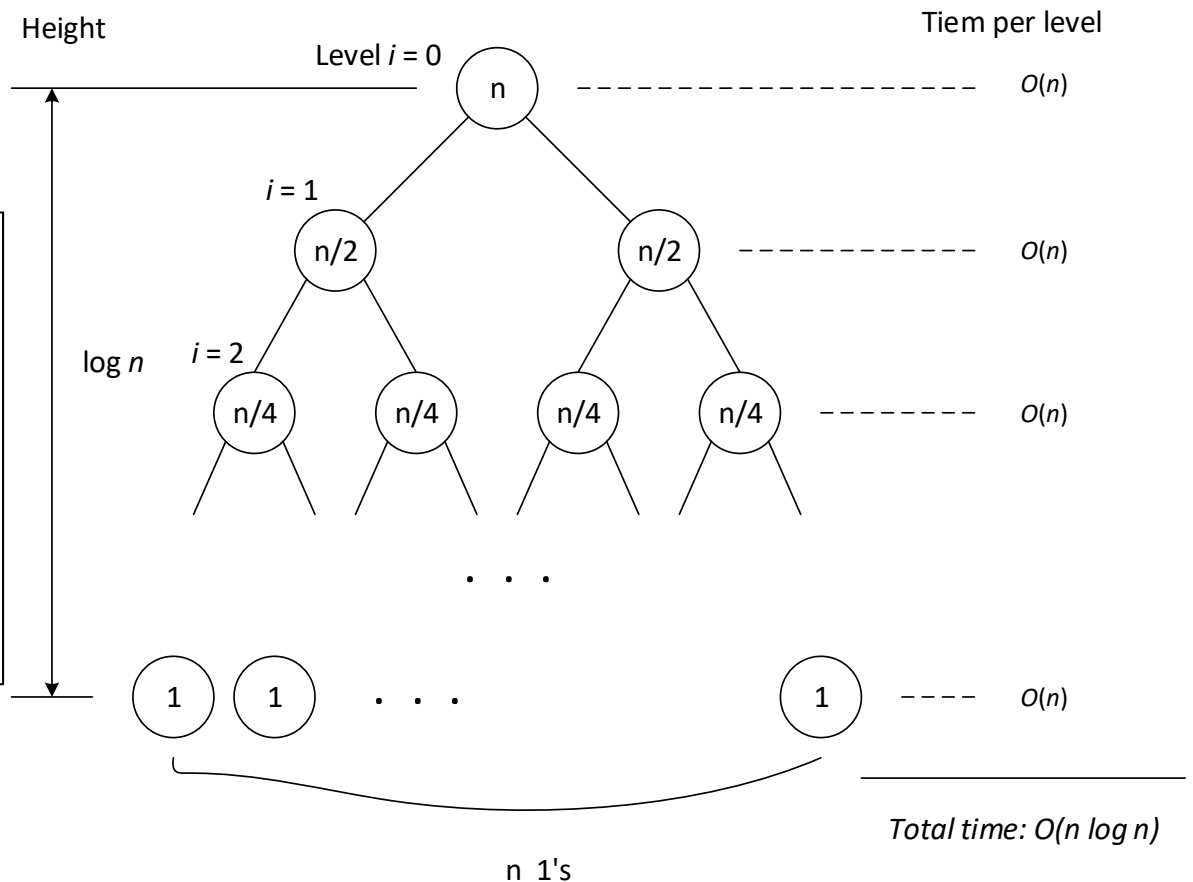 Height
Tiem per level
Level i = 0
n
O(n)
i = 1
n/2
n/2
O(n)
log n
i = 2
n/4
n/4
n/4
n/4
O(n)
. . .
1
1
. . .
1
O(n)
Total time: O(n log n)
n 1's